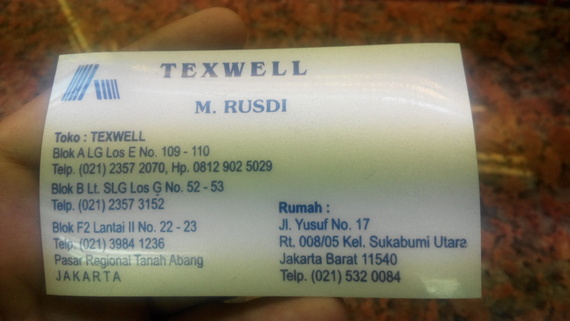 TEXWELL
M. RUSDI
Toko : TEXWELL
Blok A LG Los E No. 109 - 110
Telp. (021) 2357 2070, Hp. 0812 902 5029
Blok B Lt. SLG Los G No. 52 - 53
Telp. (021) 2357 3152
Blok F2 Lantai II No. 22 - 23
Telp. (021) 3984 1236
Pasar Regional Tanah Abang
JAKARTA
Rumah :
Jl. Yusuf No. 17
Rt. 008/05 Kel. Sukabumi Utara
Jakarta Barat 11540
Telp. (021) 532 0084